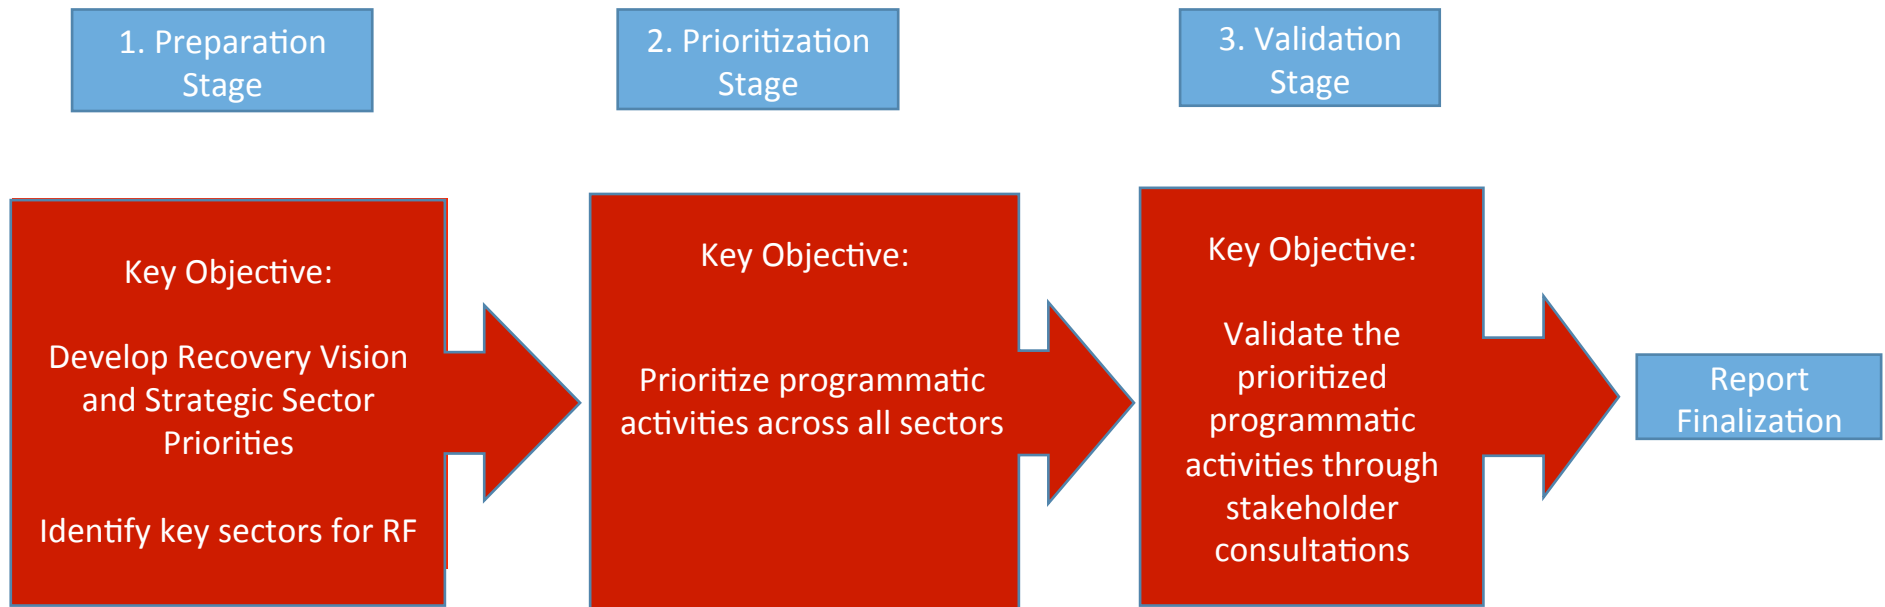 1. Preparation
Stage
2. Prioritization
Stage
3. Validation
Stage
Key Objective:
Develop Recovery Vision
and Strategic Sector
Priorities
Identify key sectors for RF
Key Objective:
Prioritize programmatic
activities across all sectors
Key Objective:
Validate the
prioritized
programmatic
activities through
stakeholder
consultations
Report
Finalization